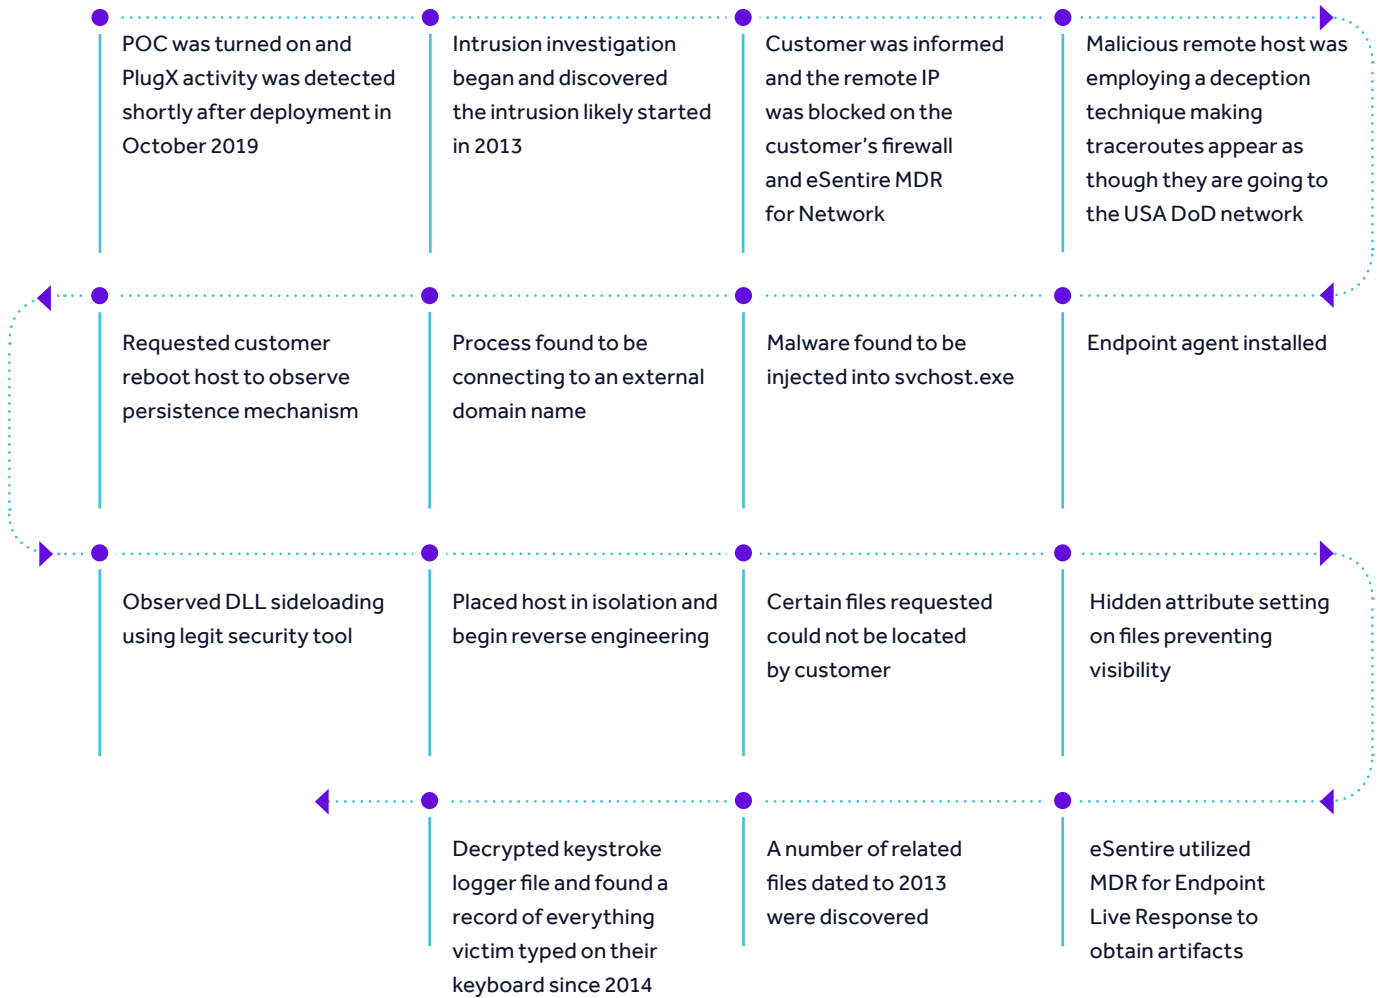 POC was turned on and
PlugX activity was detected
shortly after deployment in
October 2019
Intrusion investigation
began and discovered
the intrusion likely started
in 2013
Customer was informed
and the remote IP
was blocked on the
customer's firewall
and eSentire MDR
for Network
Malicious remote host was
employing a deception
technique making
traceroutes appear as
though they are going to
the USA DoD network
Endpoint agent installed
Malware found to be
injected into svchost.exe
Process found to be
connecting to an external
domain name
Requested customer
reboot host to observe
persistence mechanism
Observed DLL sideloading
using legit security tool
Placed host in isolation and
begin reverse engineering
Certain files requested
could not be located
by customer
Hidden attribute setting
on files preventing
visibility
eSentire utilized
MDR for Endpoint
Live Response to
obtain artifacts
A number of related
files dated to 2013
were discovered
Decrypted keystroke
logger file and found a
record of everything
victim typed on their
keyboard since 2014